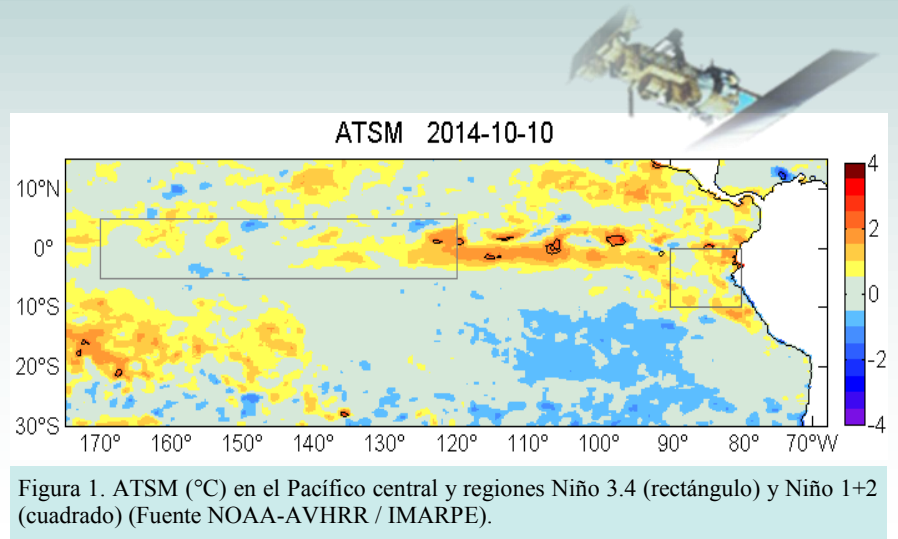 ATSM 2014-10-10
10°N
0°
10°S
20°S
30°S
170° 160° 150° 140° 130° 120° 110° 100° 90° 80° 70°W
4
2
0
-2
-4
Figura 1. ATSM (°C) en el Pacífico central y regiones Niño 3.4 (rectángulo) y Niño 1+2
(cuadrado) (Fuente NOAA-AVHRR / IMARPE).